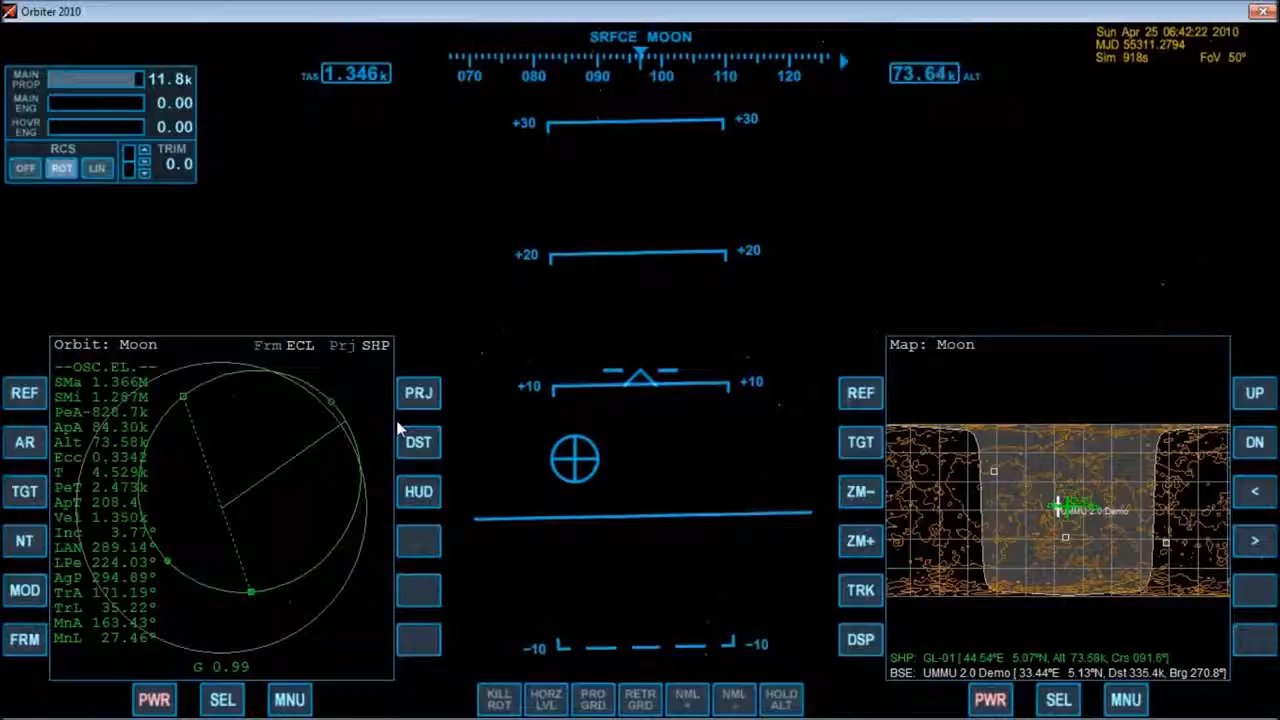 Orbiter 2010
SRFCE MOON
Sun Apr 25 06:42:22 2010
MJD 55311.2794
Sim 918s FoV 50°
MAIN PROP 11.8k
MAIN ENG 0.00
HOVR ENG 0.00
RCS TRIM
OFF ROT LIN 0.0
TAS 1.346k
070 080 090 100 110 120
73.64k ALT
+30 +30
+20 +20
+10 +10
-10 -10
Orbit: Moon Frm ECL Prj SHP
--OSC.EL.--
SMa 1.366M
SMi 1.287M
PeA-828.7k
ApA 84.30k
Alt 73.58k
Ecc 0.3342
T 4.529k
PeT 2.473k
ApT 208.4
Vel 1.350k
Inc 3.77°
LAN 289.14°
LPe 224.03°
AgP 294.89°
TrA 171.19°
TrL 35.22°
MnA 163.43°
MnL 27.46°
G 0.99
REF
AR
TGT
NT
MOD
FRM
PRJ
DST
HUD
PWR SEL MNU
KILL ROT
HORZ LVL
PRO GRD
RETR GRD
NML +
NML -
HOLD ALT
Map: Moon
UMMU 2.0 Demo
SHP: GL-01 [ 44.54°E 5.07°N, Alt 73.58k, Crs 091.6°]
BSE: UMMU 2.0 Demo [ 33.44°E 5.13°N, Dst 335.4k, Brg 270.8°]
REF
TGT
ZM-
ZM+
TRK
DSP
UP
DN
<
>
PWR SEL MNU